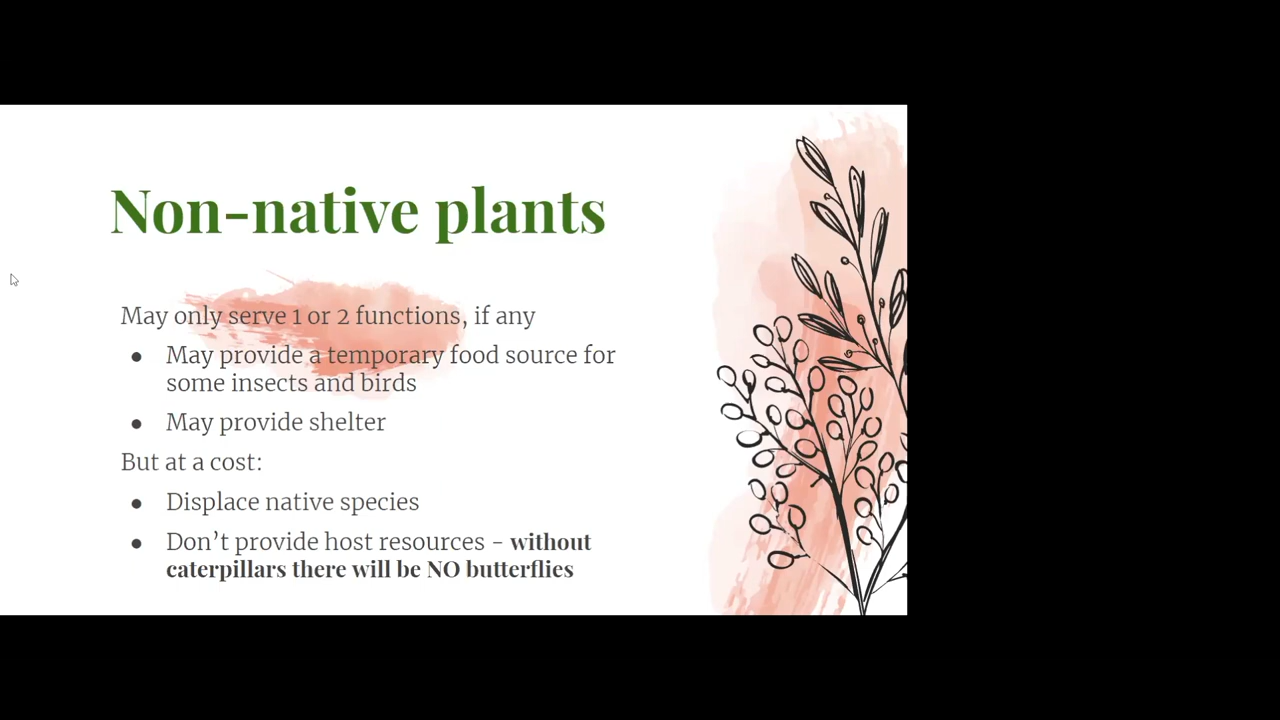 Non-native plants
May only serve 1 or 2 functions, if any
● May provide a temporary food source for
some insects and birds
● May provide shelter
But at a cost:
● Displace native species
● Don’t provide host resources - without
caterpillars there will be NO butterflies